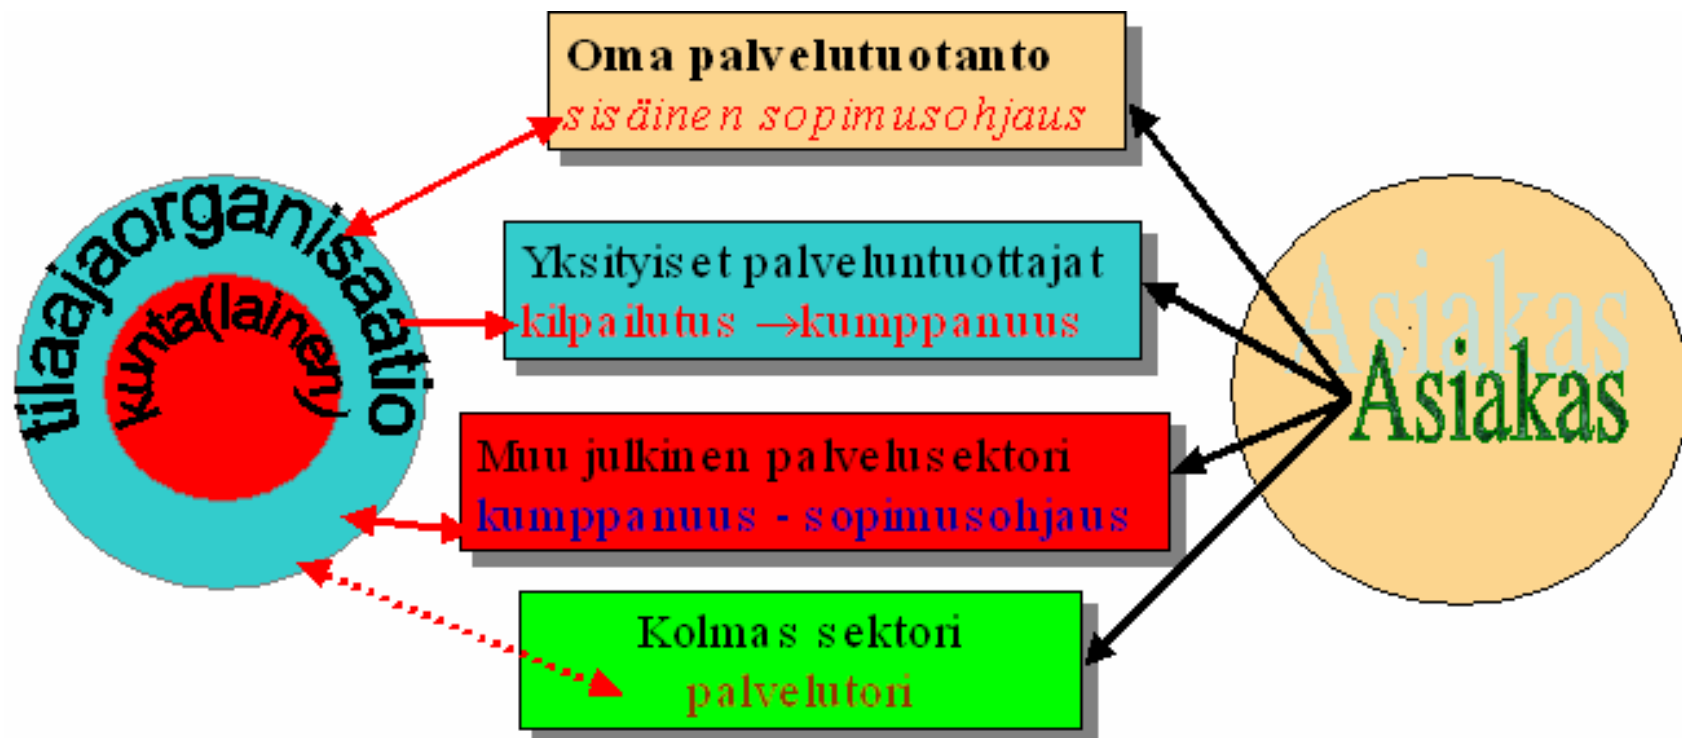 Oma palvelutuotanto
sisäinen sopimusohjaus
tilaajaorganisaatio
kunta(lainen)
Yksityiset palveluntuottajat
kilpailutus →kumppanuus
Muu julkinen palvelusektori
kumppanuus - sopimusohjaus
Kolmas sektori
palvelutori
Asiakas